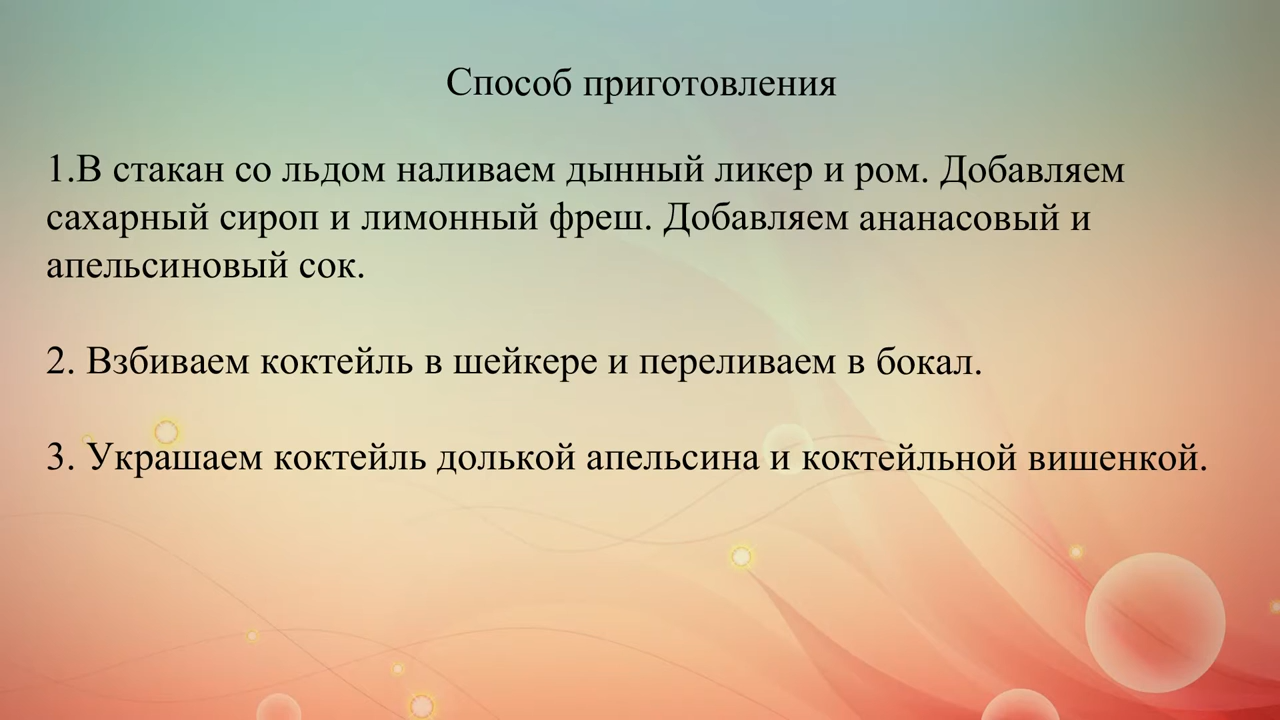 Способ приготовления
1.В стакан со льдом наливаем дынный ликер и ром. Добавляем
сахарный сироп и лимонный фреш. Добавляем ананасовый и
апельсиновый сок.
2. Взбиваем коктейль в шейкере и переливаем в бокал.
3. Украшаем коктейль долькой апельсина и коктейльной вишенкой.